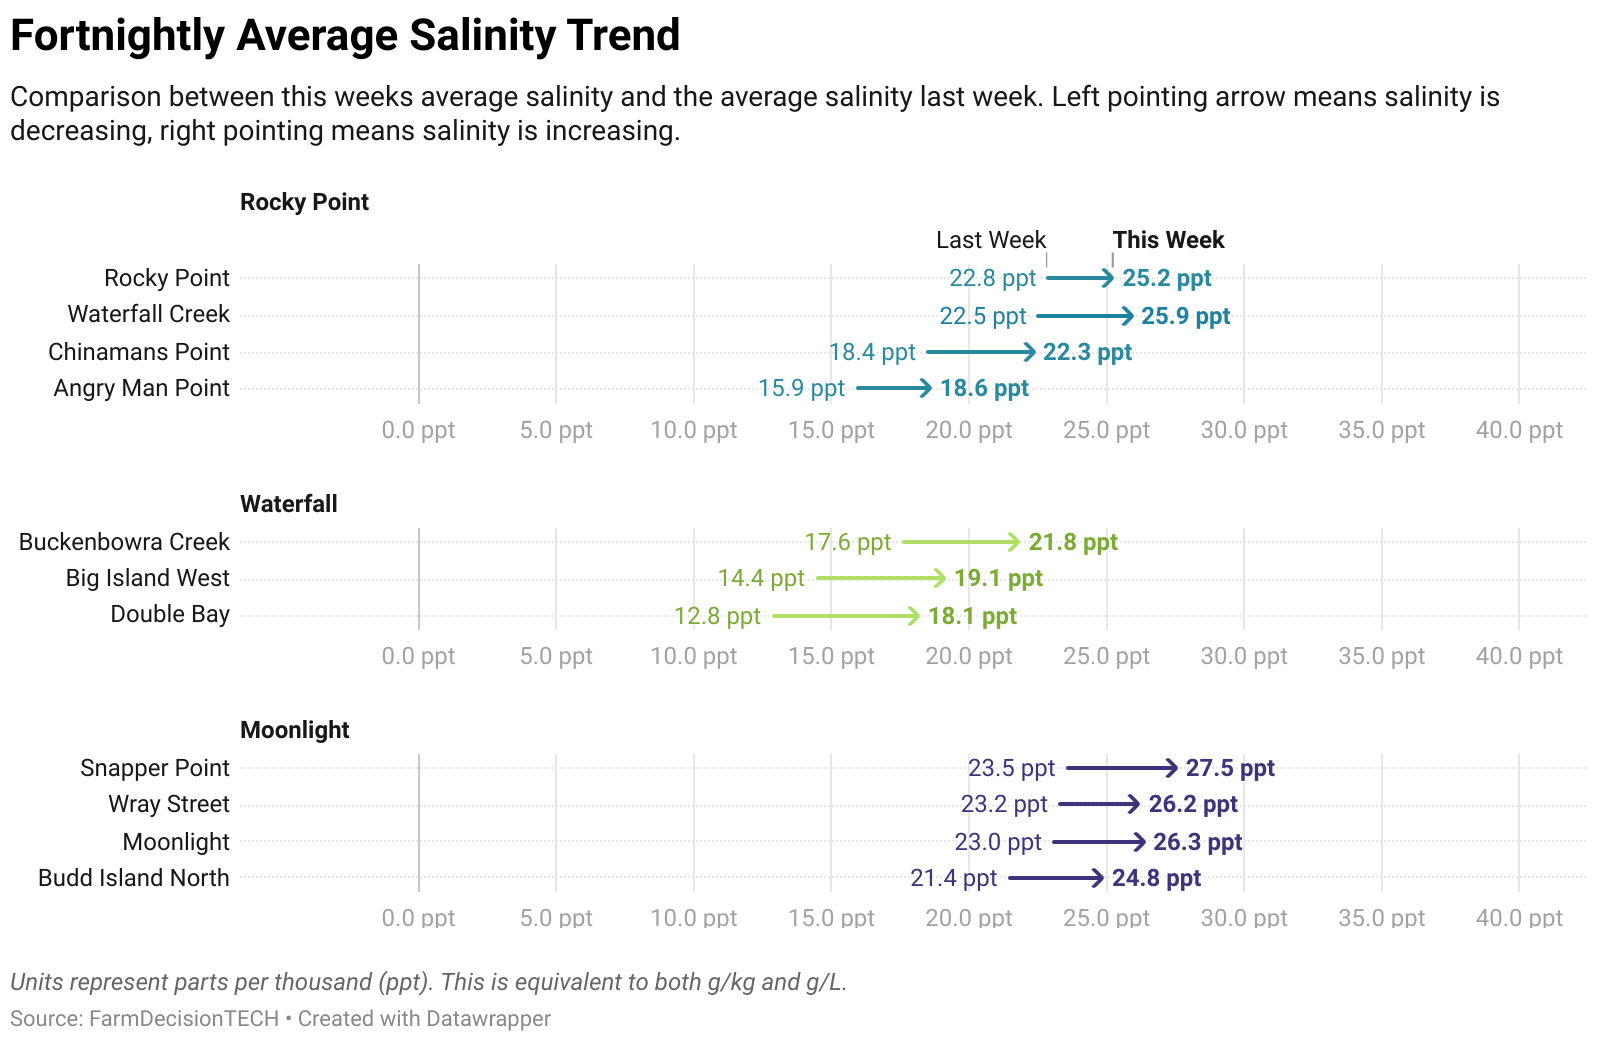 Fortnightly Average Salinity Trend
Comparison between this weeks average salinity and the average salinity last week. Left pointing arrow means salinity is
decreasing, right pointing means salinity is increasing.
Rocky Point
Last Week This Week
Rocky Point 22.8 ppt 25.2 ppt
Waterfall Creek 22.5 ppt 25.9 ppt
Chinamans Point 18.4 ppt 22.3 ppt
Angry Man Point 15.9 ppt 18.6 ppt
0.0 ppt 5.0 ppt 10.0 ppt 15.0 ppt 20.0 ppt 25.0 ppt 30.0 ppt 35.0 ppt 40.0 ppt
Waterfall
Buckenbowra Creek 17.6 ppt 21.8 ppt
Big Island West 14.4 ppt 19.1 ppt
Double Bay 12.8 ppt 18.1 ppt
0.0 ppt 5.0 ppt 10.0 ppt 15.0 ppt 20.0 ppt 25.0 ppt 30.0 ppt 35.0 ppt 40.0 ppt
Moonlight
Snapper Point 23.5 ppt 27.5 ppt
Wray Street 23.2 ppt 26.2 ppt
Moonlight 23.0 ppt 26.3 ppt
Budd Island North 21.4 ppt 24.8 ppt
0.0 ppt 5.0 ppt 10.0 ppt 15.0 ppt 20.0 ppt 25.0 ppt 30.0 ppt 35.0 ppt 40.0 ppt
Units represent parts per thousand (ppt). This is equivalent to both g/kg and g/L.
Source: FarmDecisionTECH • Created with Datawrapper